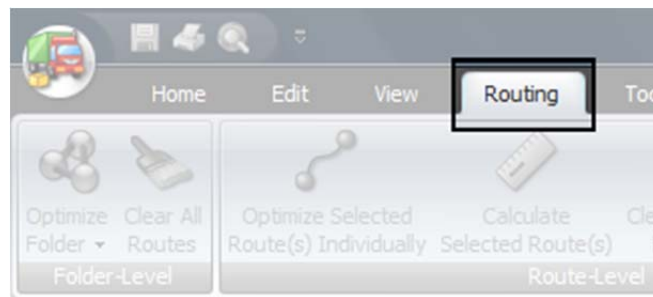 Home Edit View Routing
Optimize Clear All Optimize Selected Calculate
Folder Routes Route(s) Individually Selected Route(s)
Folder-Level Route-Level